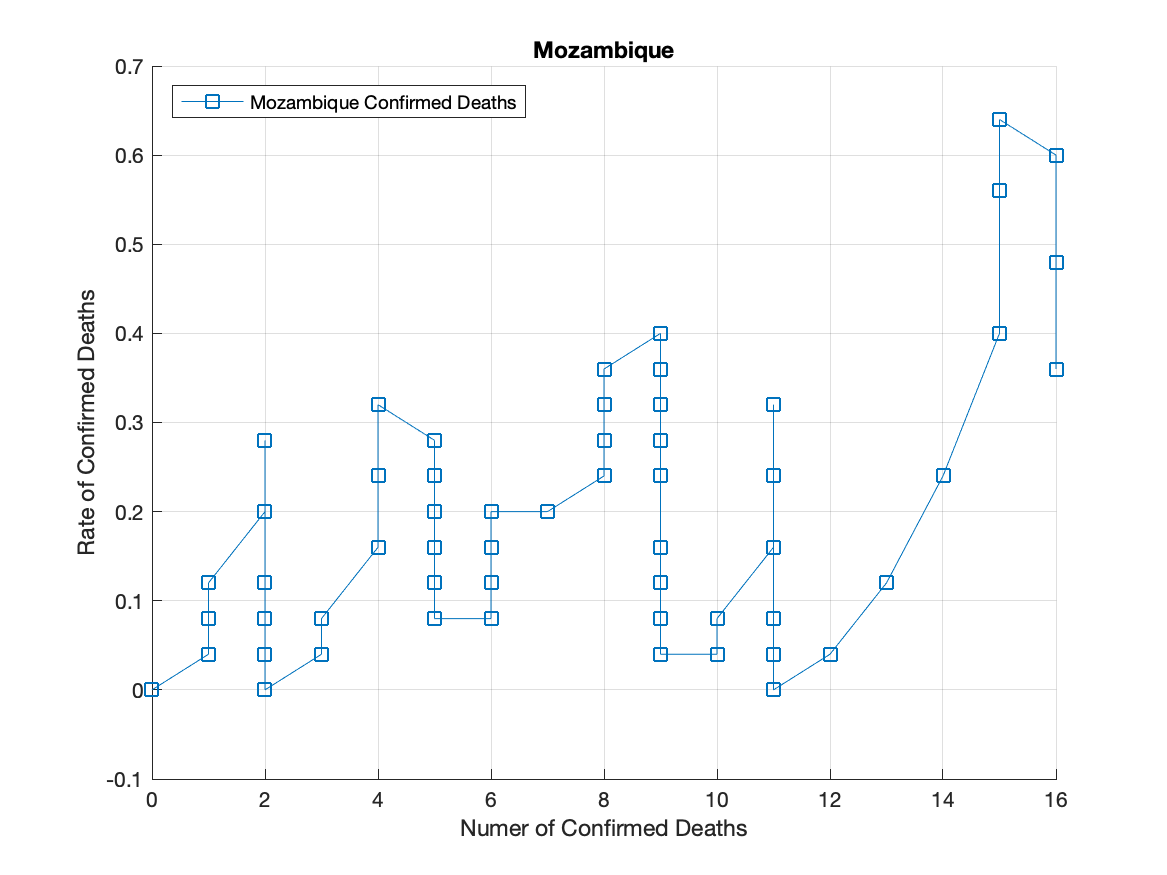 Mozambique
Mozambique Confirmed Deaths
0.7
0.6
0.5
0.4
0.3
0.2
0.1
0
-0.1
Rate of Confirmed Deaths
0 2 4 6 8 10 12 14 16
Numer of Confirmed Deaths